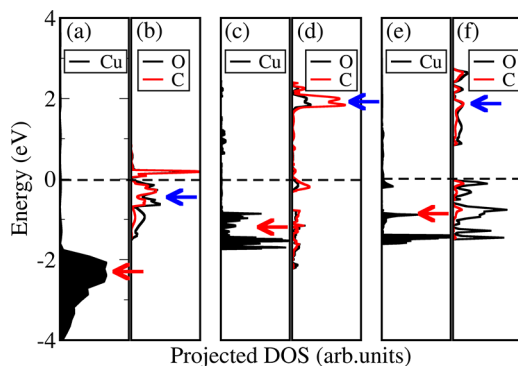 (a) (b) (c) (d) (e) (f)
Cu O C Cu O C Cu O C
4
2
0
-2
-4
Energy (eV)
Projected DOS (arb.units)